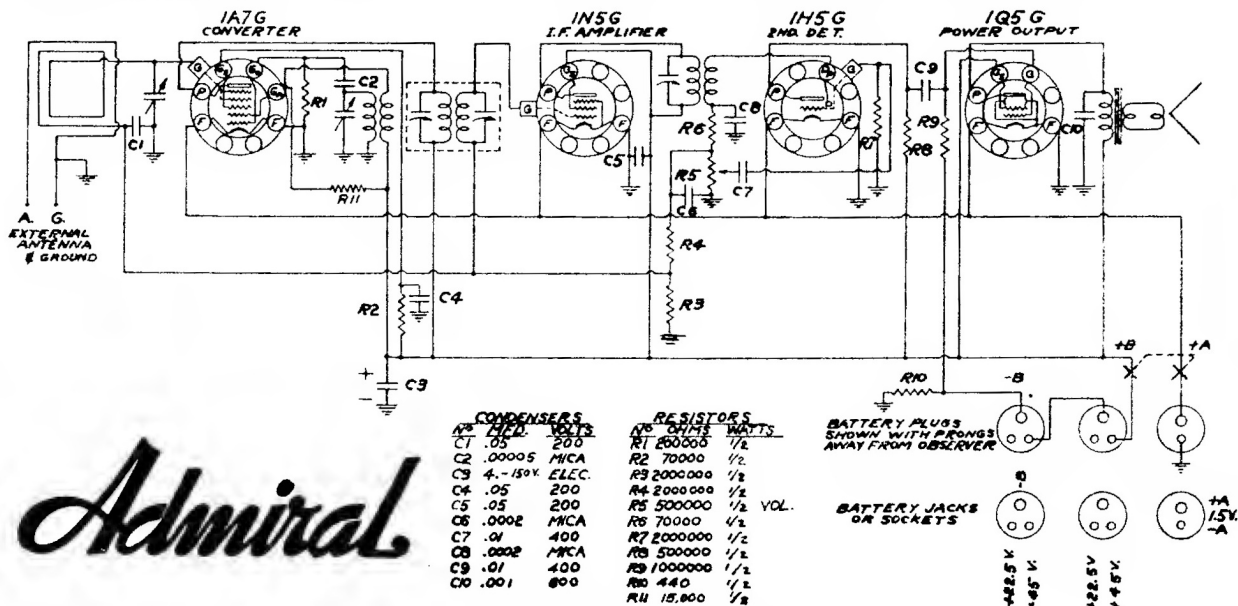 1A7G
CONVERTER
1N5G
I.F. AMPLIFIER
1H5G
2ND. DET.
1Q5G
POWER OUTPUT
G
P
F
F
R1
C2
C1
R11
A. G.
EXTERNAL
ANTENNA
& GROUND
R2
C4
+
-
C3
G
P
F
F
C5
C8
R6
R5
C6
C7
R4
R3
P
G
F
F
R7
C9
R8
R9
P
F
F
C10
R10
-B
+B
+A
BATTERY PLUGS
SHOWN WITH PRONGS
AWAY FROM OBSERVER
BATTERY JACKS
OR SOCKETS
-B
+A
1.5V.
-A
+22.5 V.
+45 V.
+22.5 V
+45 V.
CONDENSERS
No MFD. VOLTS
C1 .05 200
C2 .00005 MICA
C3 4.-150V. ELEC.
C4 .05 200
C5 .05 200
C6 .0002 MICA
C7 .01 400
C8 .0002 MICA
C9 .01 400
C10 .001 600
RESISTORS
No OHMS WATTS
R1 200000 1/2
R2 70000 1/2
R3 2000000 1/2
R4 2000000 1/2
R5 500000 1/2 VOL.
R6 70000 1/2
R7 2000000 1/2
R8 500000 1/2
R9 1000000 1/2
R10 440 1/2
R11 15,000 1/2
Admiral